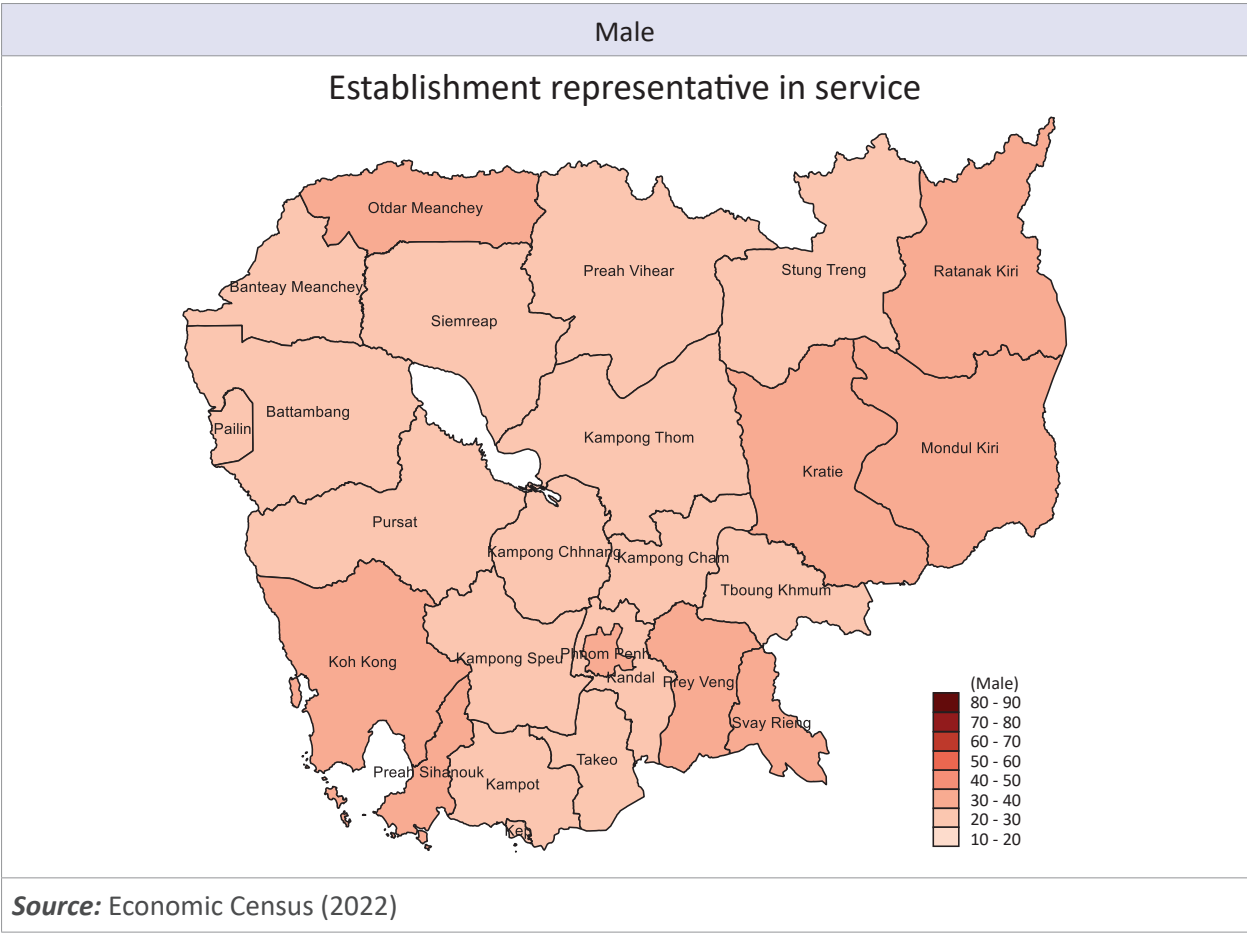 Male
Establishment representative in service
Otdar Meanchey
Preah Vihear
Stung Treng
Ratanak Kiri
Banteay Meanchey
Siemreap
Battambang
Pailin
Kampong Thom
Mondul Kiri
Kratie
Pursat
Kampong Chhnang
Kampong Cham
Tboung Khmum
Koh Kong
Kampong Speu
Phnom Penh
Kandal
Prey Veng
Svay Rieng
Preah Sihanouk
Takeo
Kampot
Kep
(Male)
80 - 90
70 - 80
60 - 70
50 - 60
40 - 50
30 - 40
20 - 30
10 - 20
Source: Economic Census (2022)